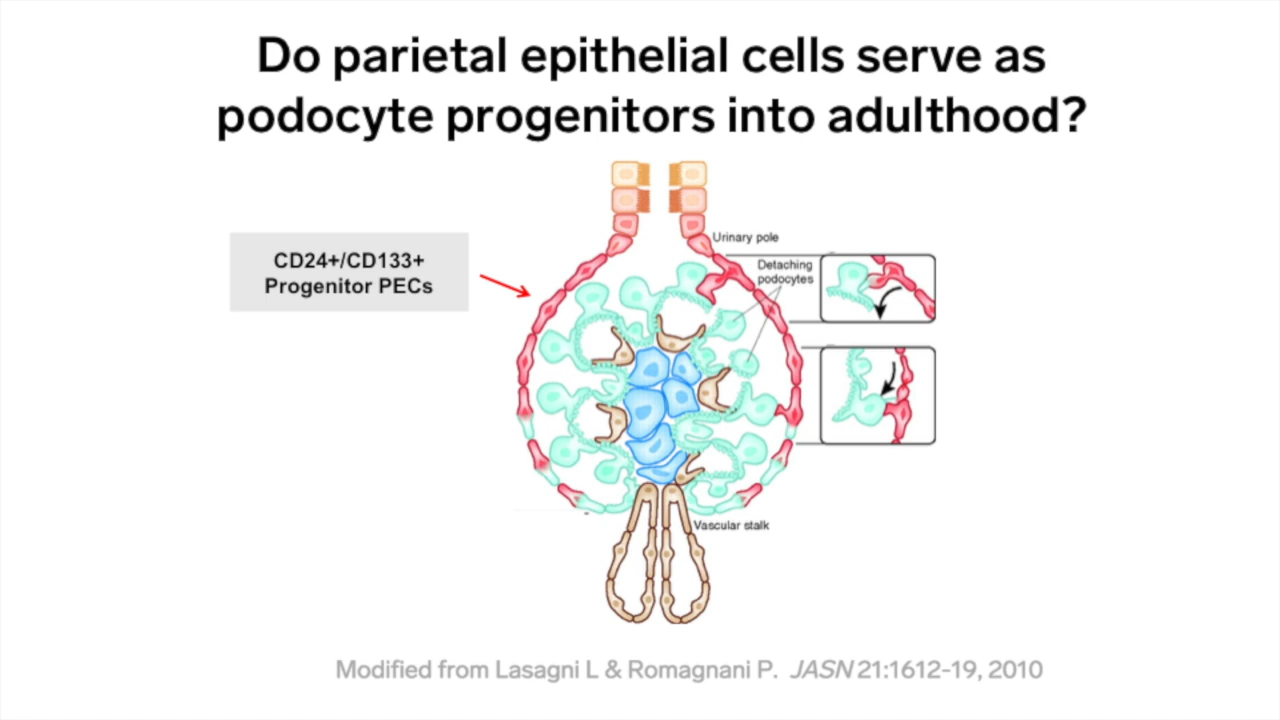 Do parietal epithelial cells serve as
podocyte progenitors into adulthood?
CD24+/CD133+
Progenitor PECs
Urinary pole
Detaching
podocytes
Vascular stalk
Modified from Lasagni L & Romagnani P. JASN 21:1612-19, 2010